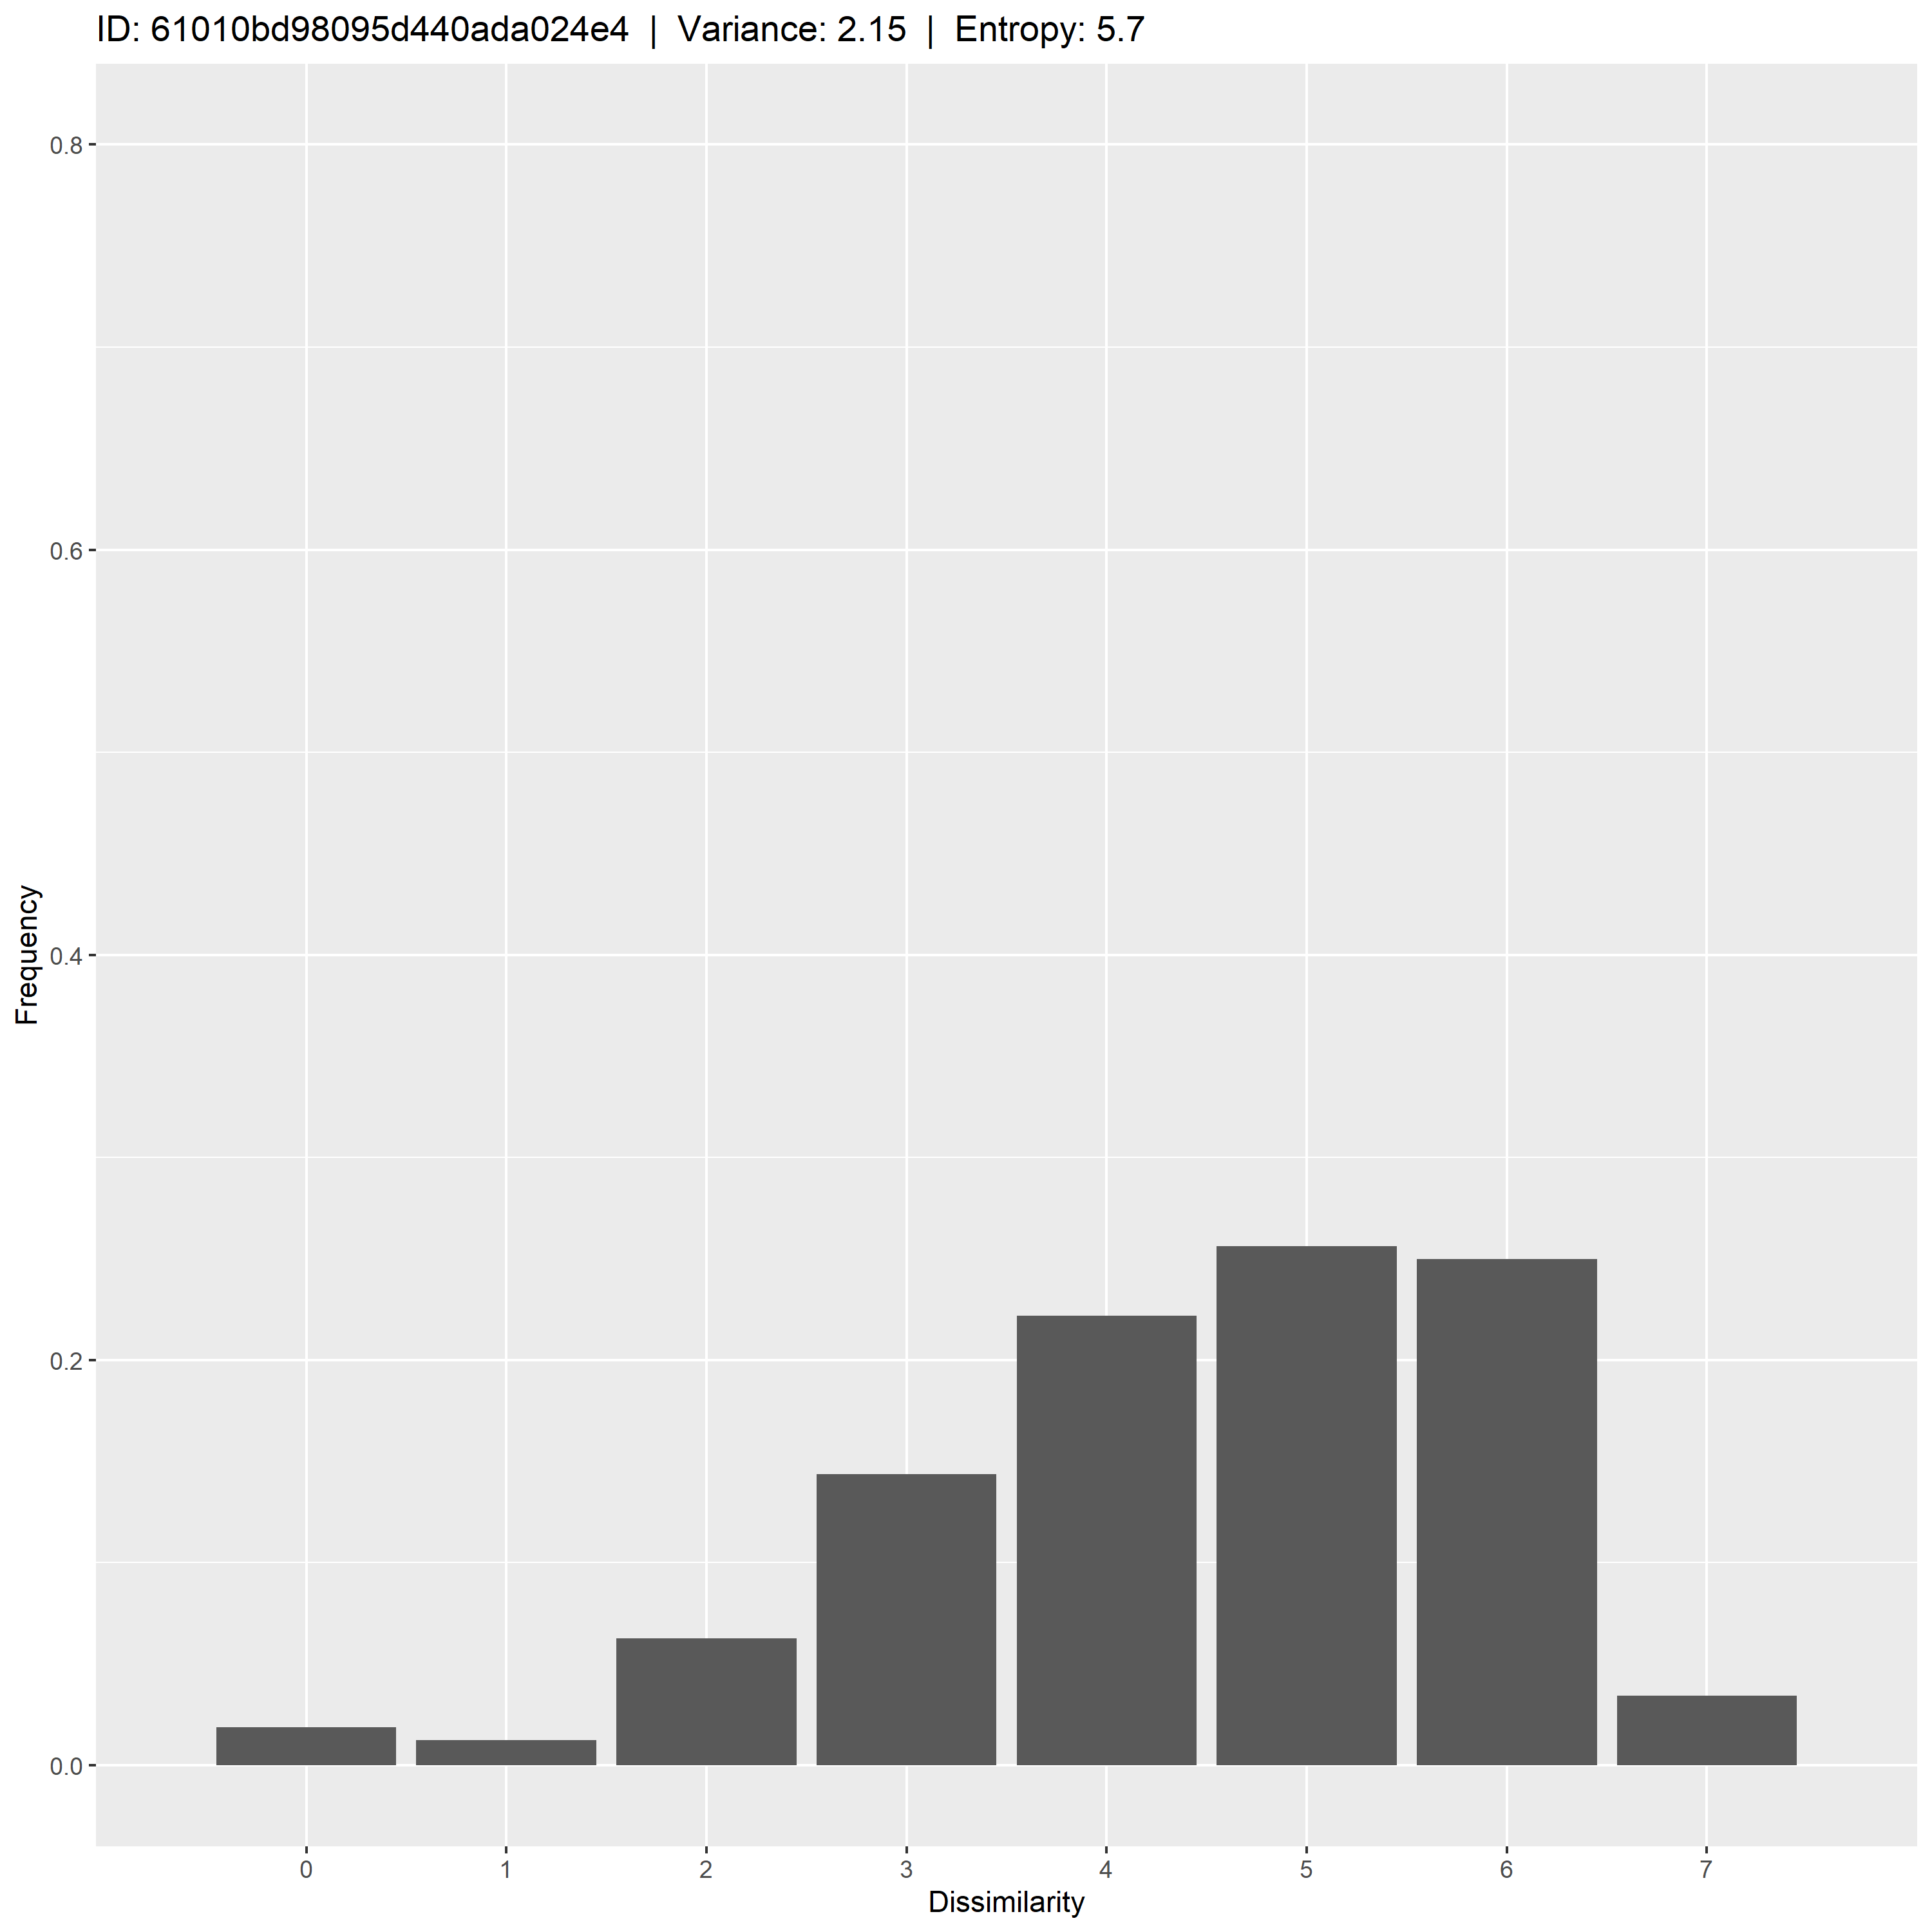 ID: 61010bd98095d440ada024e4 | Variance: 2.15 | Entropy: 5.7
0.8
0.6
0.4
0.2
0.0
Frequency
0 1 2 3 4 5 6 7
Dissimilarity